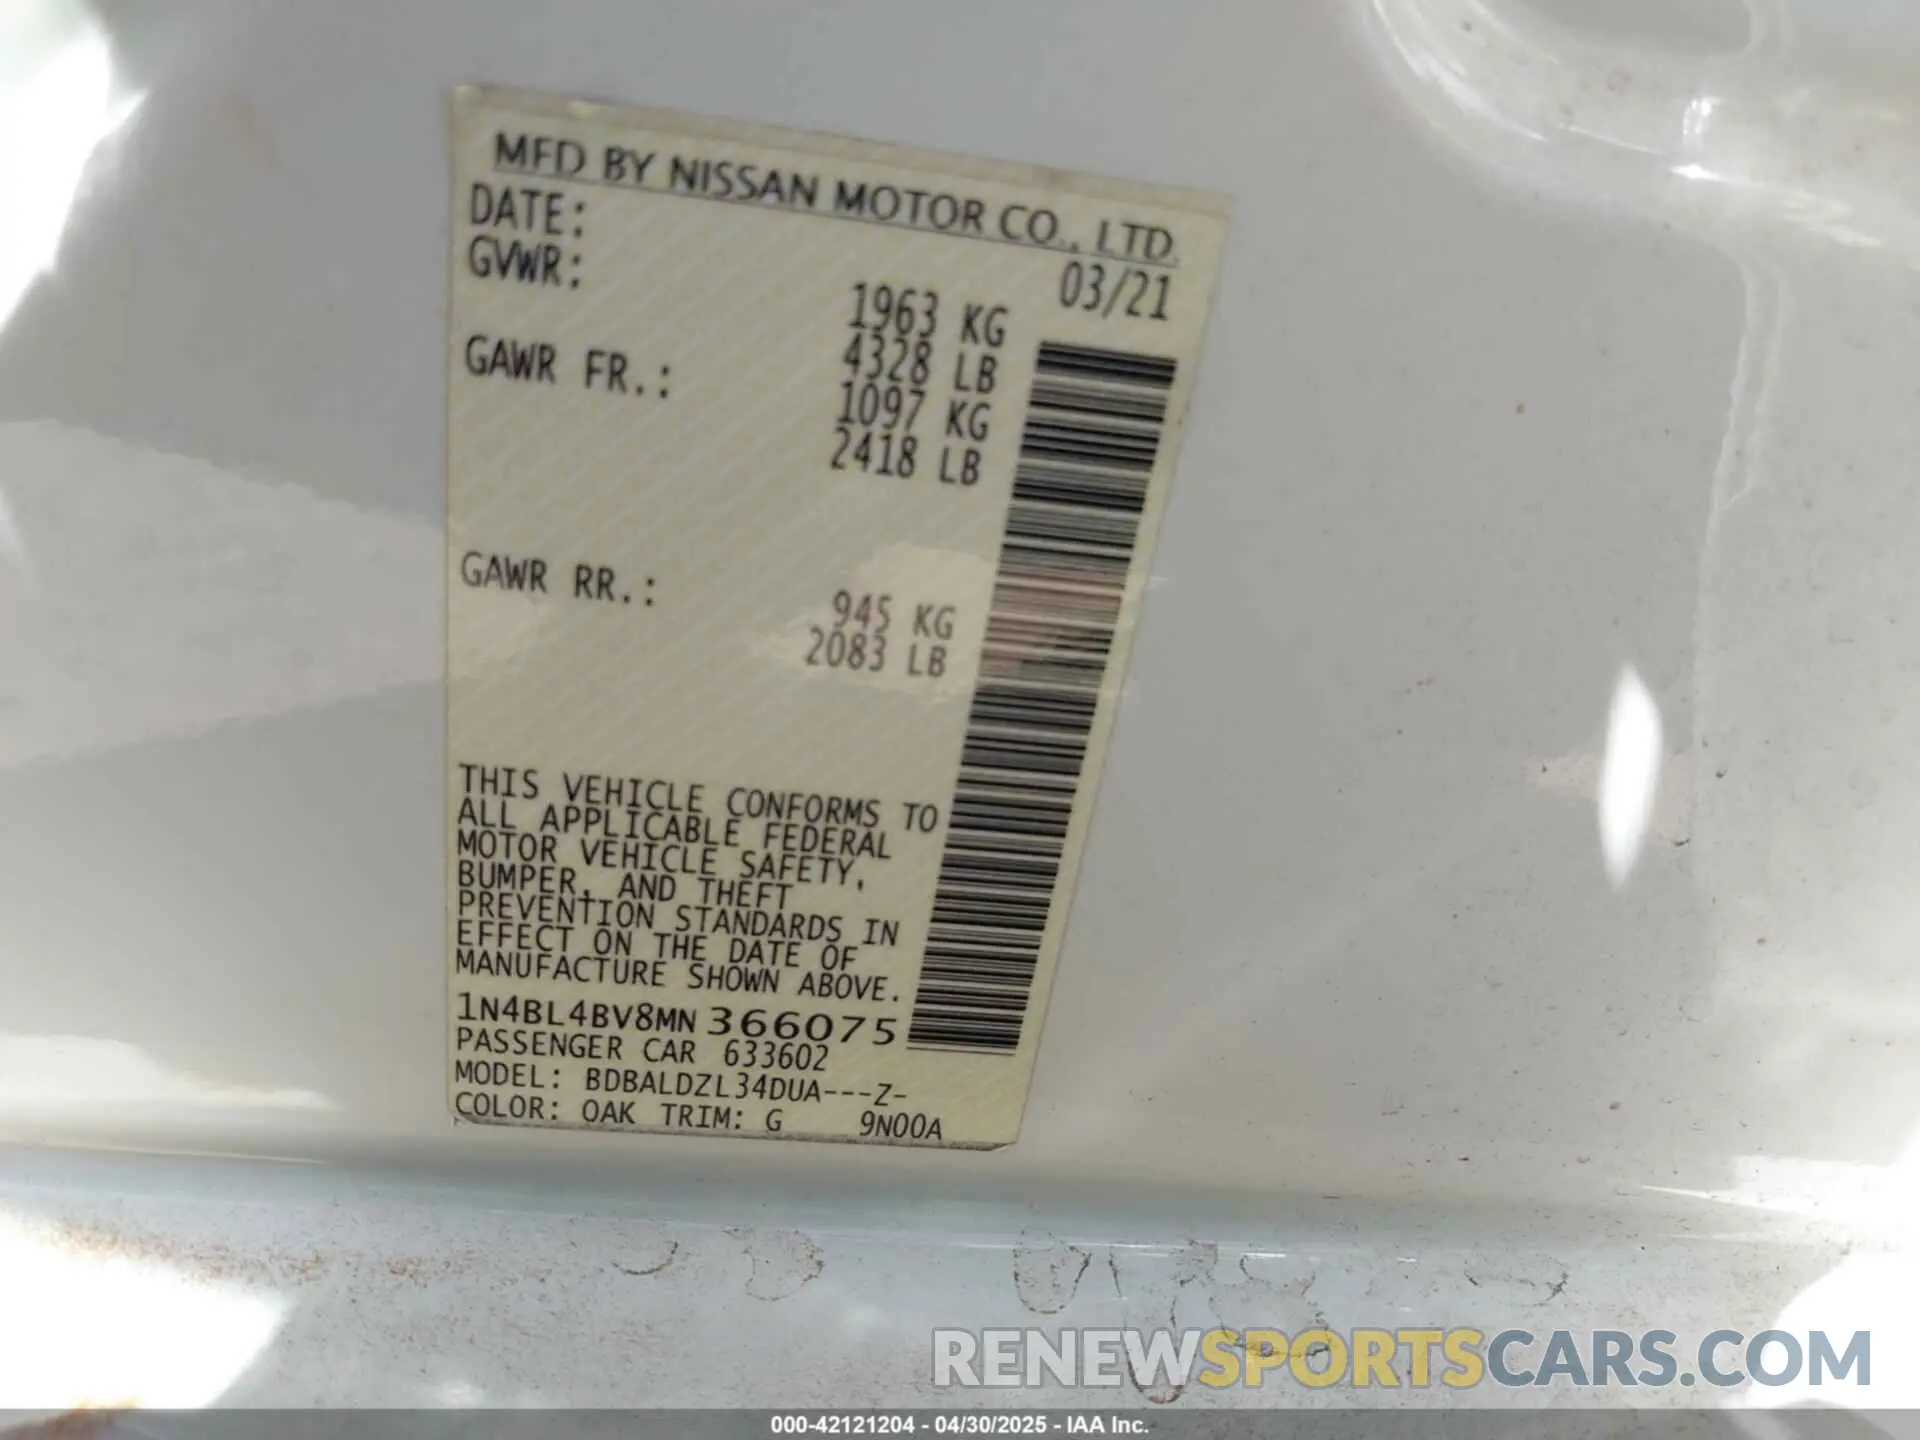 MFD BY NISSAN MOTOR CO., LTD.
DATE: 03/21
GVWR: 1963 KG
4328 LB
GAWR FR.: 1097 KG
2418 LB
GAWR RR.: 945 KG
2083 LB
THIS VEHICLE CONFORMS TO
ALL APPLICABLE FEDERAL
MOTOR VEHICLE SAFETY,
BUMPER, AND THEFT
PREVENTION STANDARDS IN
EFFECT ON THE DATE OF
MANUFACTURE SHOWN ABOVE.
1N4BL4BV8MN366075
PASSENGER CAR 633602
MODEL: BDBALDZL34DUA---Z-
COLOR: QAK TRIM: G 9N00A
RENEWSPORTSCARS.COM
000-42121204 - 04/30/2025 - IAA Inc.